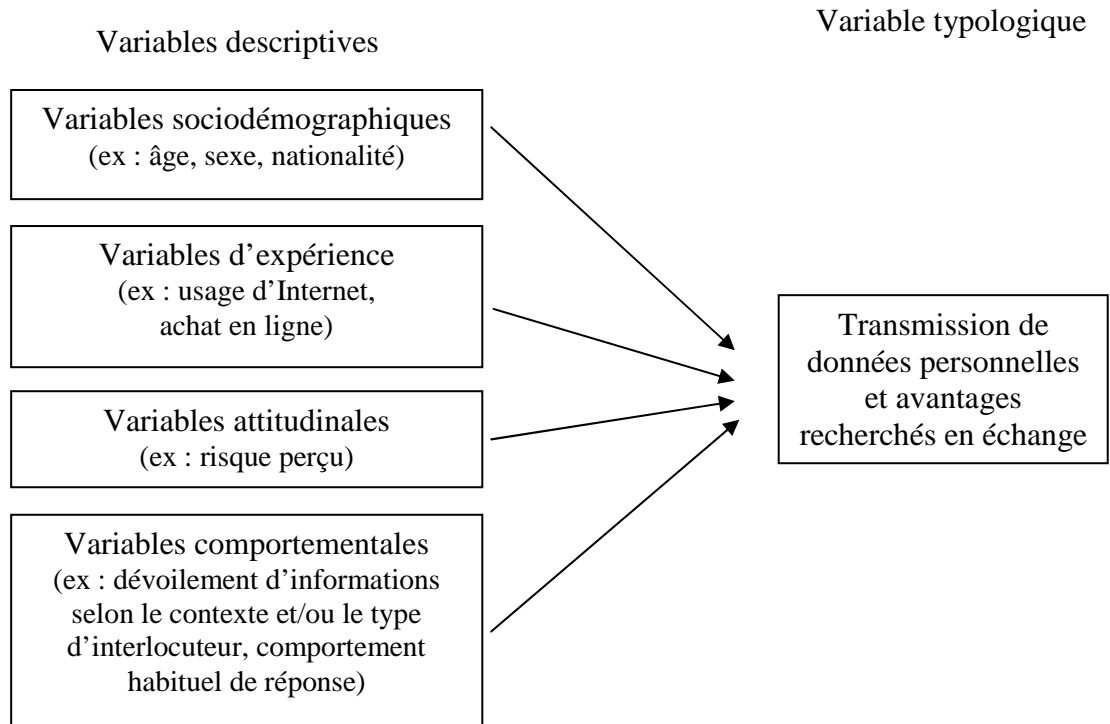 Variables descriptives
Variable typologique
Variables sociodémographiques
(ex : âge, sexe, nationalité)
Variables d’expérience
(ex : usage d’Internet,
achat en ligne)
Variables attitudinales
(ex : risque perçu)
Variables comportementales
(ex : dévoilement d’informations
selon le contexte et/ou le type
d’interlocuteur, comportement
habituel de réponse)
Transmission de
données personnelles
et avantages
recherchés en échange